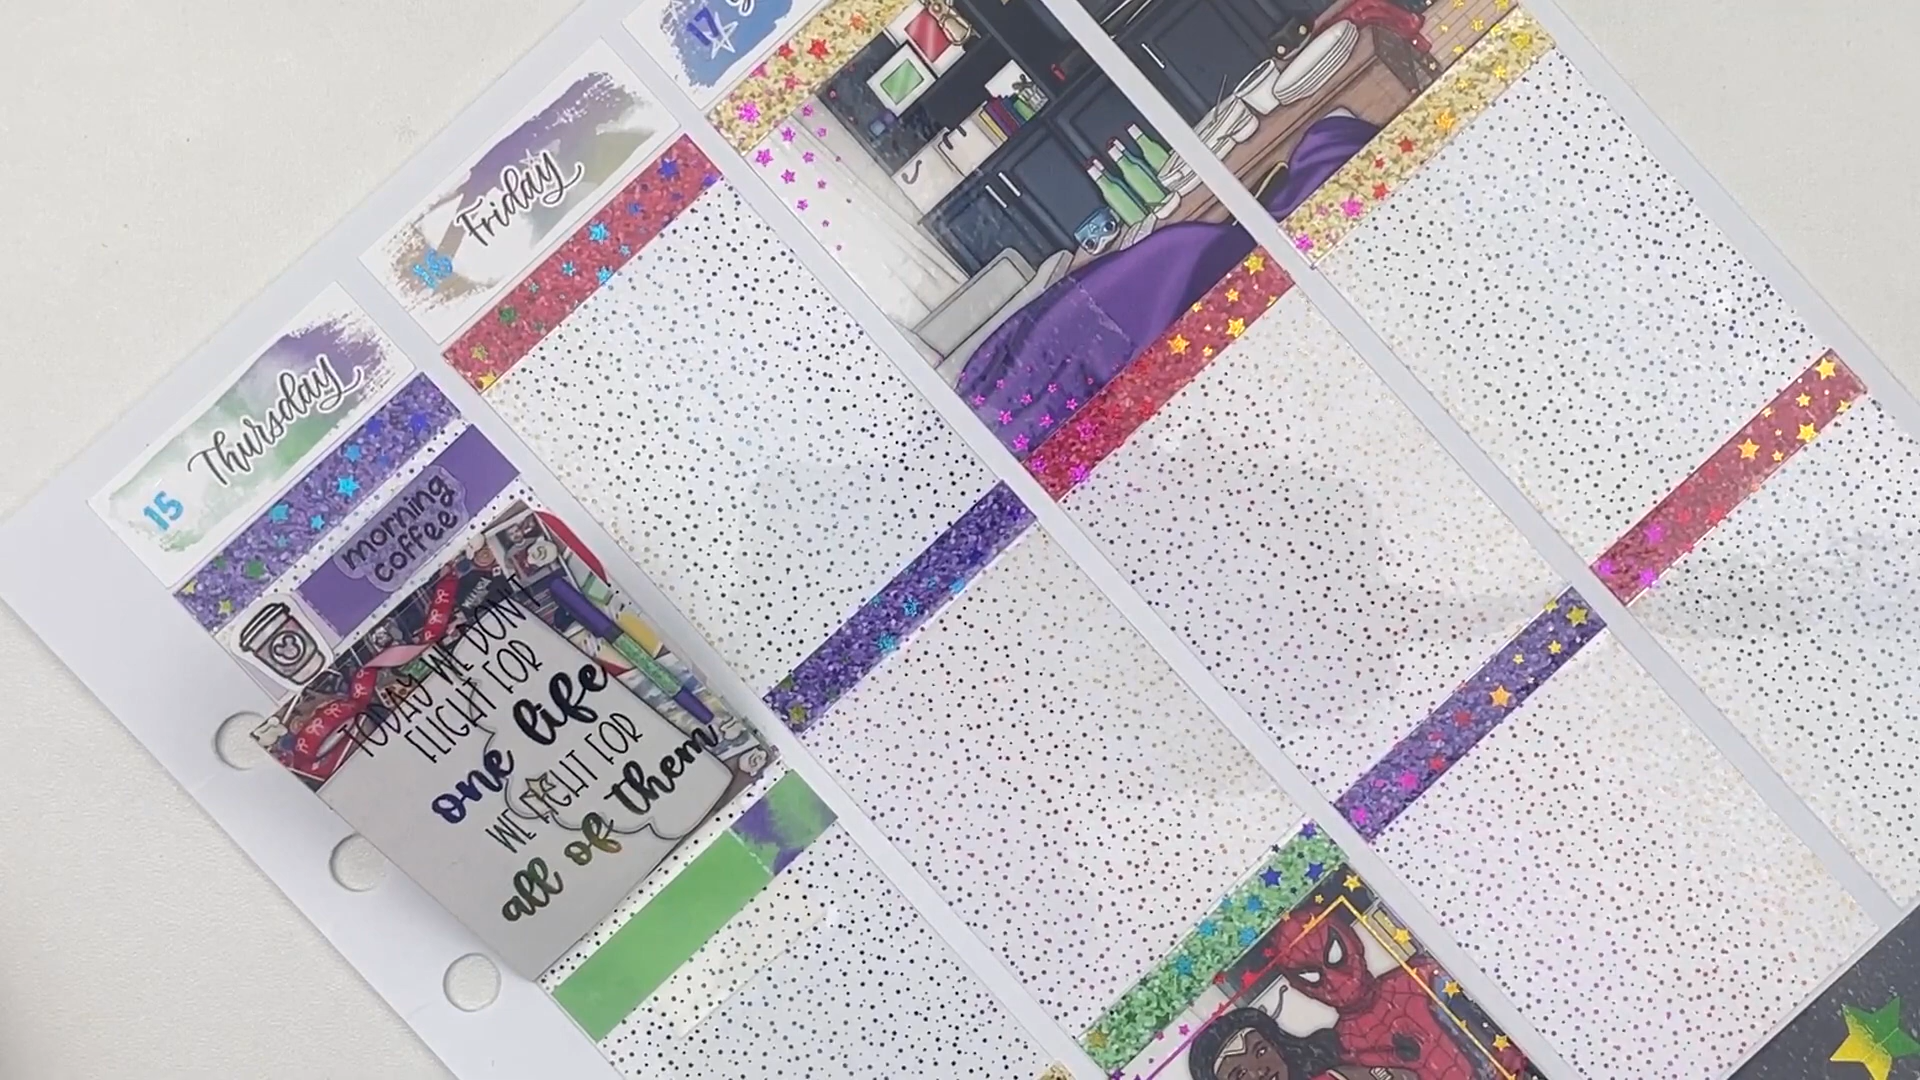 17
16 Friday
15 Thursday
morning
coffee
TODAY WE DON'T
FLIGHT FOR
one life
WE FIGHT FOR
all of them